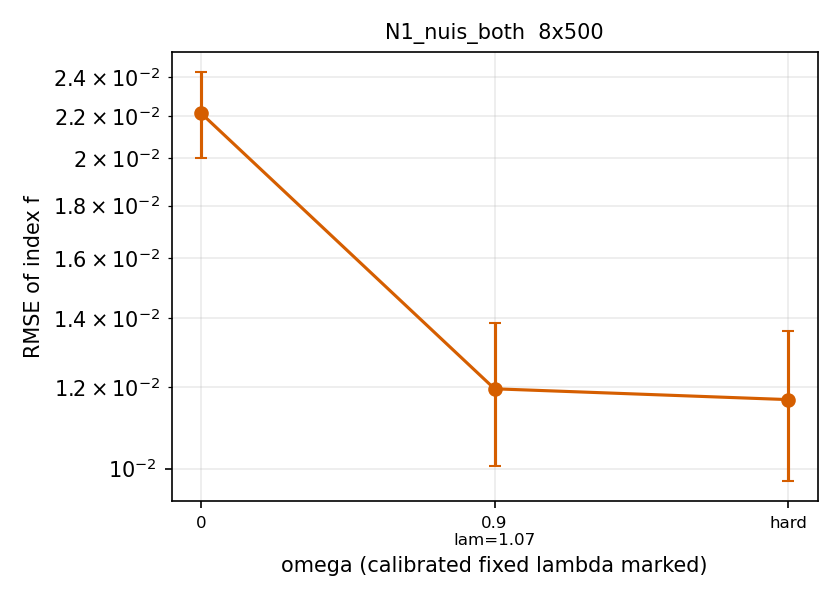 N1_nuis_both  8x500
RMSE of index f
2.4 × 10⁻²
2.2 × 10⁻²
2 × 10⁻²
1.8 × 10⁻²
1.6 × 10⁻²
1.4 × 10⁻²
1.2 × 10⁻²
10⁻²
0
0.9
lam=1.07
hard
omega (calibrated fixed lambda marked)